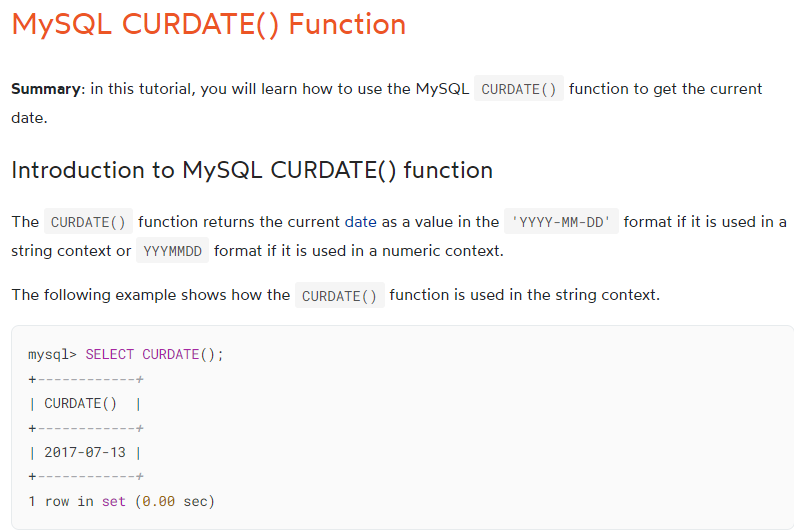 MySQL CURDATE() Function
Summary: in this tutorial, you will learn how to use the MySQL CURDATE() function to get the current
date.
Introduction to MySQL CURDATE() function
The CURDATE() function returns the current date as a value in the 'YYYY-MM-DD' format if it is used in a
string context or YYYMMDD format if it is used in a numeric context.
The following example shows how the CURDATE() function is used in the string context.
mysql> SELECT CURDATE();
+------------+
| CURDATE()  |
+------------+
| 2017-07-13 |
+------------+
1 row in set (0.00 sec)